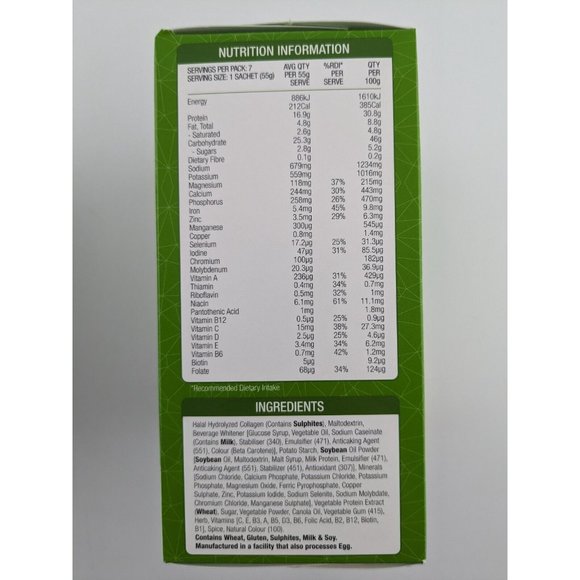 NUTRITION INFORMATION
SERVINGS PER PACK: 7
SERVING SIZE: 1 SACHET (55g)
AVG QTY PER 55g SERVE
%RDI* PER SERVE
QTY PER 100g
Energy 886kJ 1610kJ
212Cal 385Cal
Protein 16.9g 30.8g
Fat, Total 4.8g 8.8g
- Saturated 2.6g 4.8g
Carbohydrate 25.3g 46g
- Sugars 2.8g 5.2g
Dietary Fibre 0.1g 0.2g
Sodium 679mg 1234mg
Potassium 559mg 1016mg
Magnesium 118mg 37% 215mg
Calcium 244mg 30% 443mg
Phosphorus 258mg 26% 470mg
Iron 5.4mg 45% 9.8mg
Zinc 3.5mg 29% 6.3mg
Manganese 300µg 545µg
Copper 0.8mg 1.4mg
Selenium 17.2µg 25% 31.3µg
Iodine 47µg 31% 85.5µg
Chromium 100µg 182µg
Molybdenum 20.3µg 36.9µg
Vitamin A 236µg 31% 429µg
Thiamin 0.4mg 34% 0.7mg
Riboflavin 0.5mg 32% 1mg
Niacin 6.1mg 61% 11.1mg
Pantothenic Acid 1mg 1.8mg
Vitamin B12 0.5µg 25% 0.9µg
Vitamin C 15mg 38% 27.3mg
Vitamin D 2.5µg 25% 4.6µg
Vitamin E 3.4mg 34% 6.2mg
Vitamin B6 0.7mg 42% 1.2mg
Biotin 5µg 9.2µg
Folate 68µg 34% 124µg
*Recommended Dietary Intake
INGREDIENTS
Halal Hydrolyzed Collagen (Contains Sulphites), Maltodextrin,
Beverage Whitener [Glucose Syrup, Vegetable Oil, Sodium Caseinate
(Contains Milk), Stabiliser (340), Emulsifier (471), Anticaking Agent
(551), Colour (Beta Carotene)], Potato Starch, Soybean Oil Powder
[Soybean Oil, Maltodextrin, Malt Syrup, Milk Protein, Emulsifier (471),
Anticaking Agent (551), Stabilizer (451), Antioxidant (307)], Minerals
[Sodium Chloride, Calcium Phosphate, Potassium Chloride, Potassium
Phosphate, Magnesium Oxide, Ferric Pyrophosphate, Copper
Sulphate, Zinc, Potassium Iodide, Sodium Selenite, Sodium Molybdate,
Chromium Chloride, Manganese Sulphate], Vegetable Protein Extract
(Wheat), Sugar, Vegetable Powder, Canola Oil, Vegetable Gum (415),
Herb, Vitamins [C, E, B3, A, B5, D3, B6, Folic Acid, B2, B12, Biotin,
B1], Spice, Natural Colour (100).
Contains Wheat, Gluten, Sulphites, Milk & Soy.
Manufactured in a facility that also processes Egg.